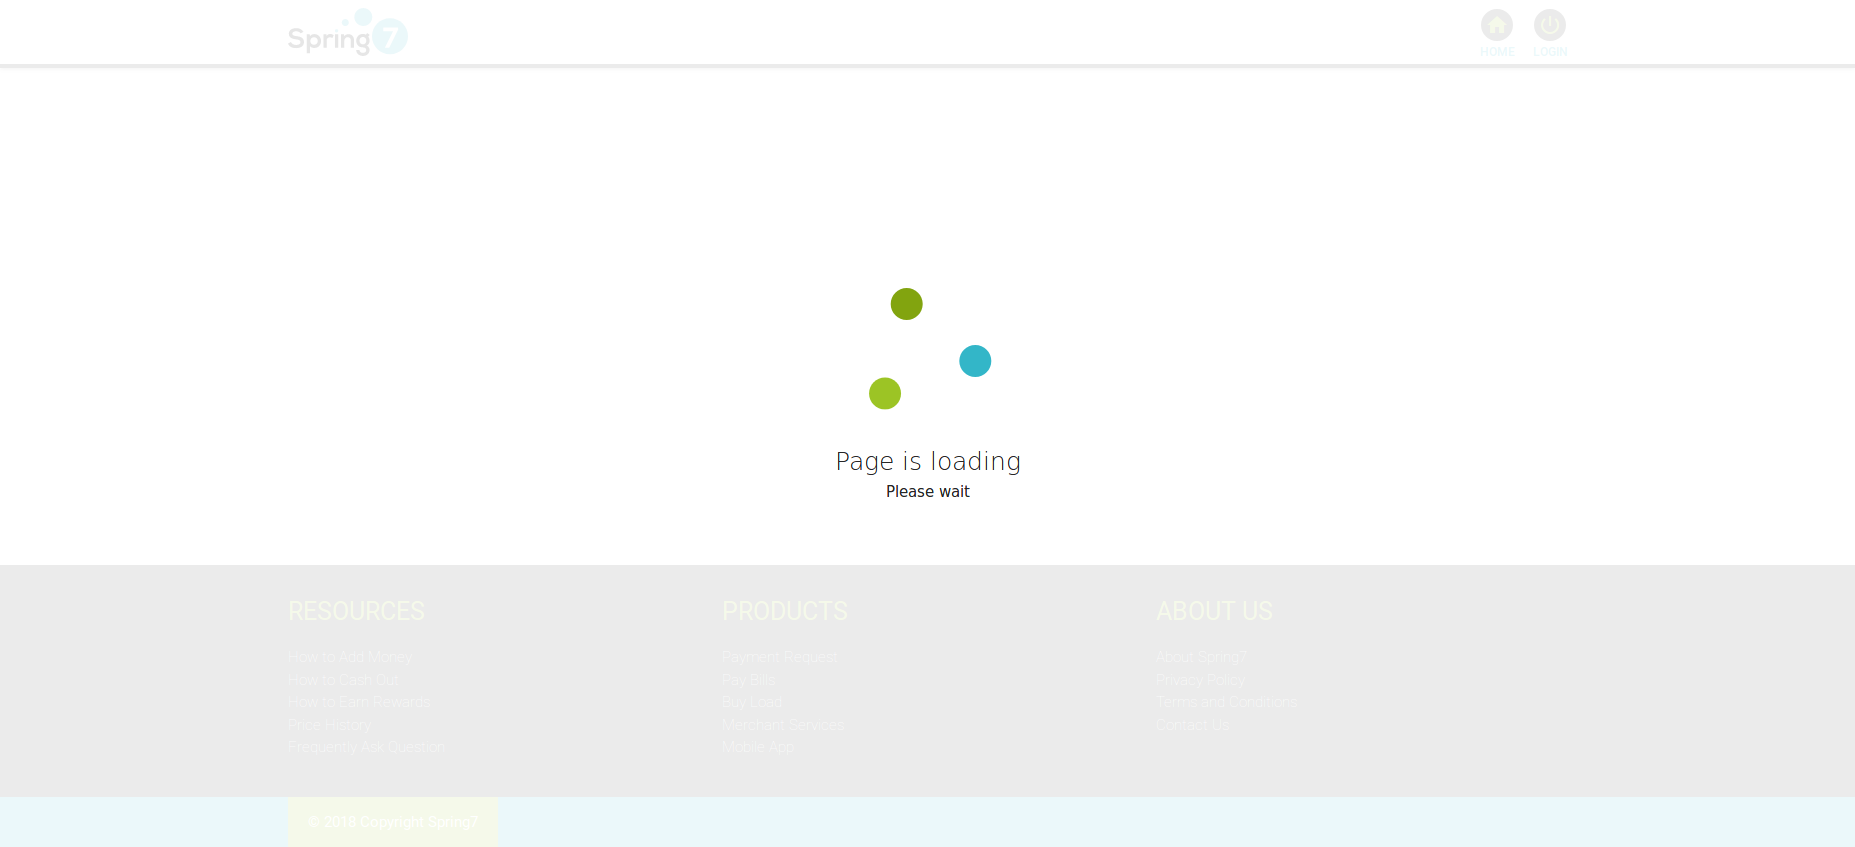 Spring7
HOME LOGIN
Page is loading
Please wait
RESOURCES
How to Add Money
How to Cash Out
How to Earn Rewards
Price History
Frequently Ask Question
PRODUCTS
Payment Request
Pay Bills
Buy Load
Merchant Services
Mobile App
ABOUT US
About Spring7
Privacy Policy
Terms and Conditions
Contact Us
© 2018 Copyright Spring7